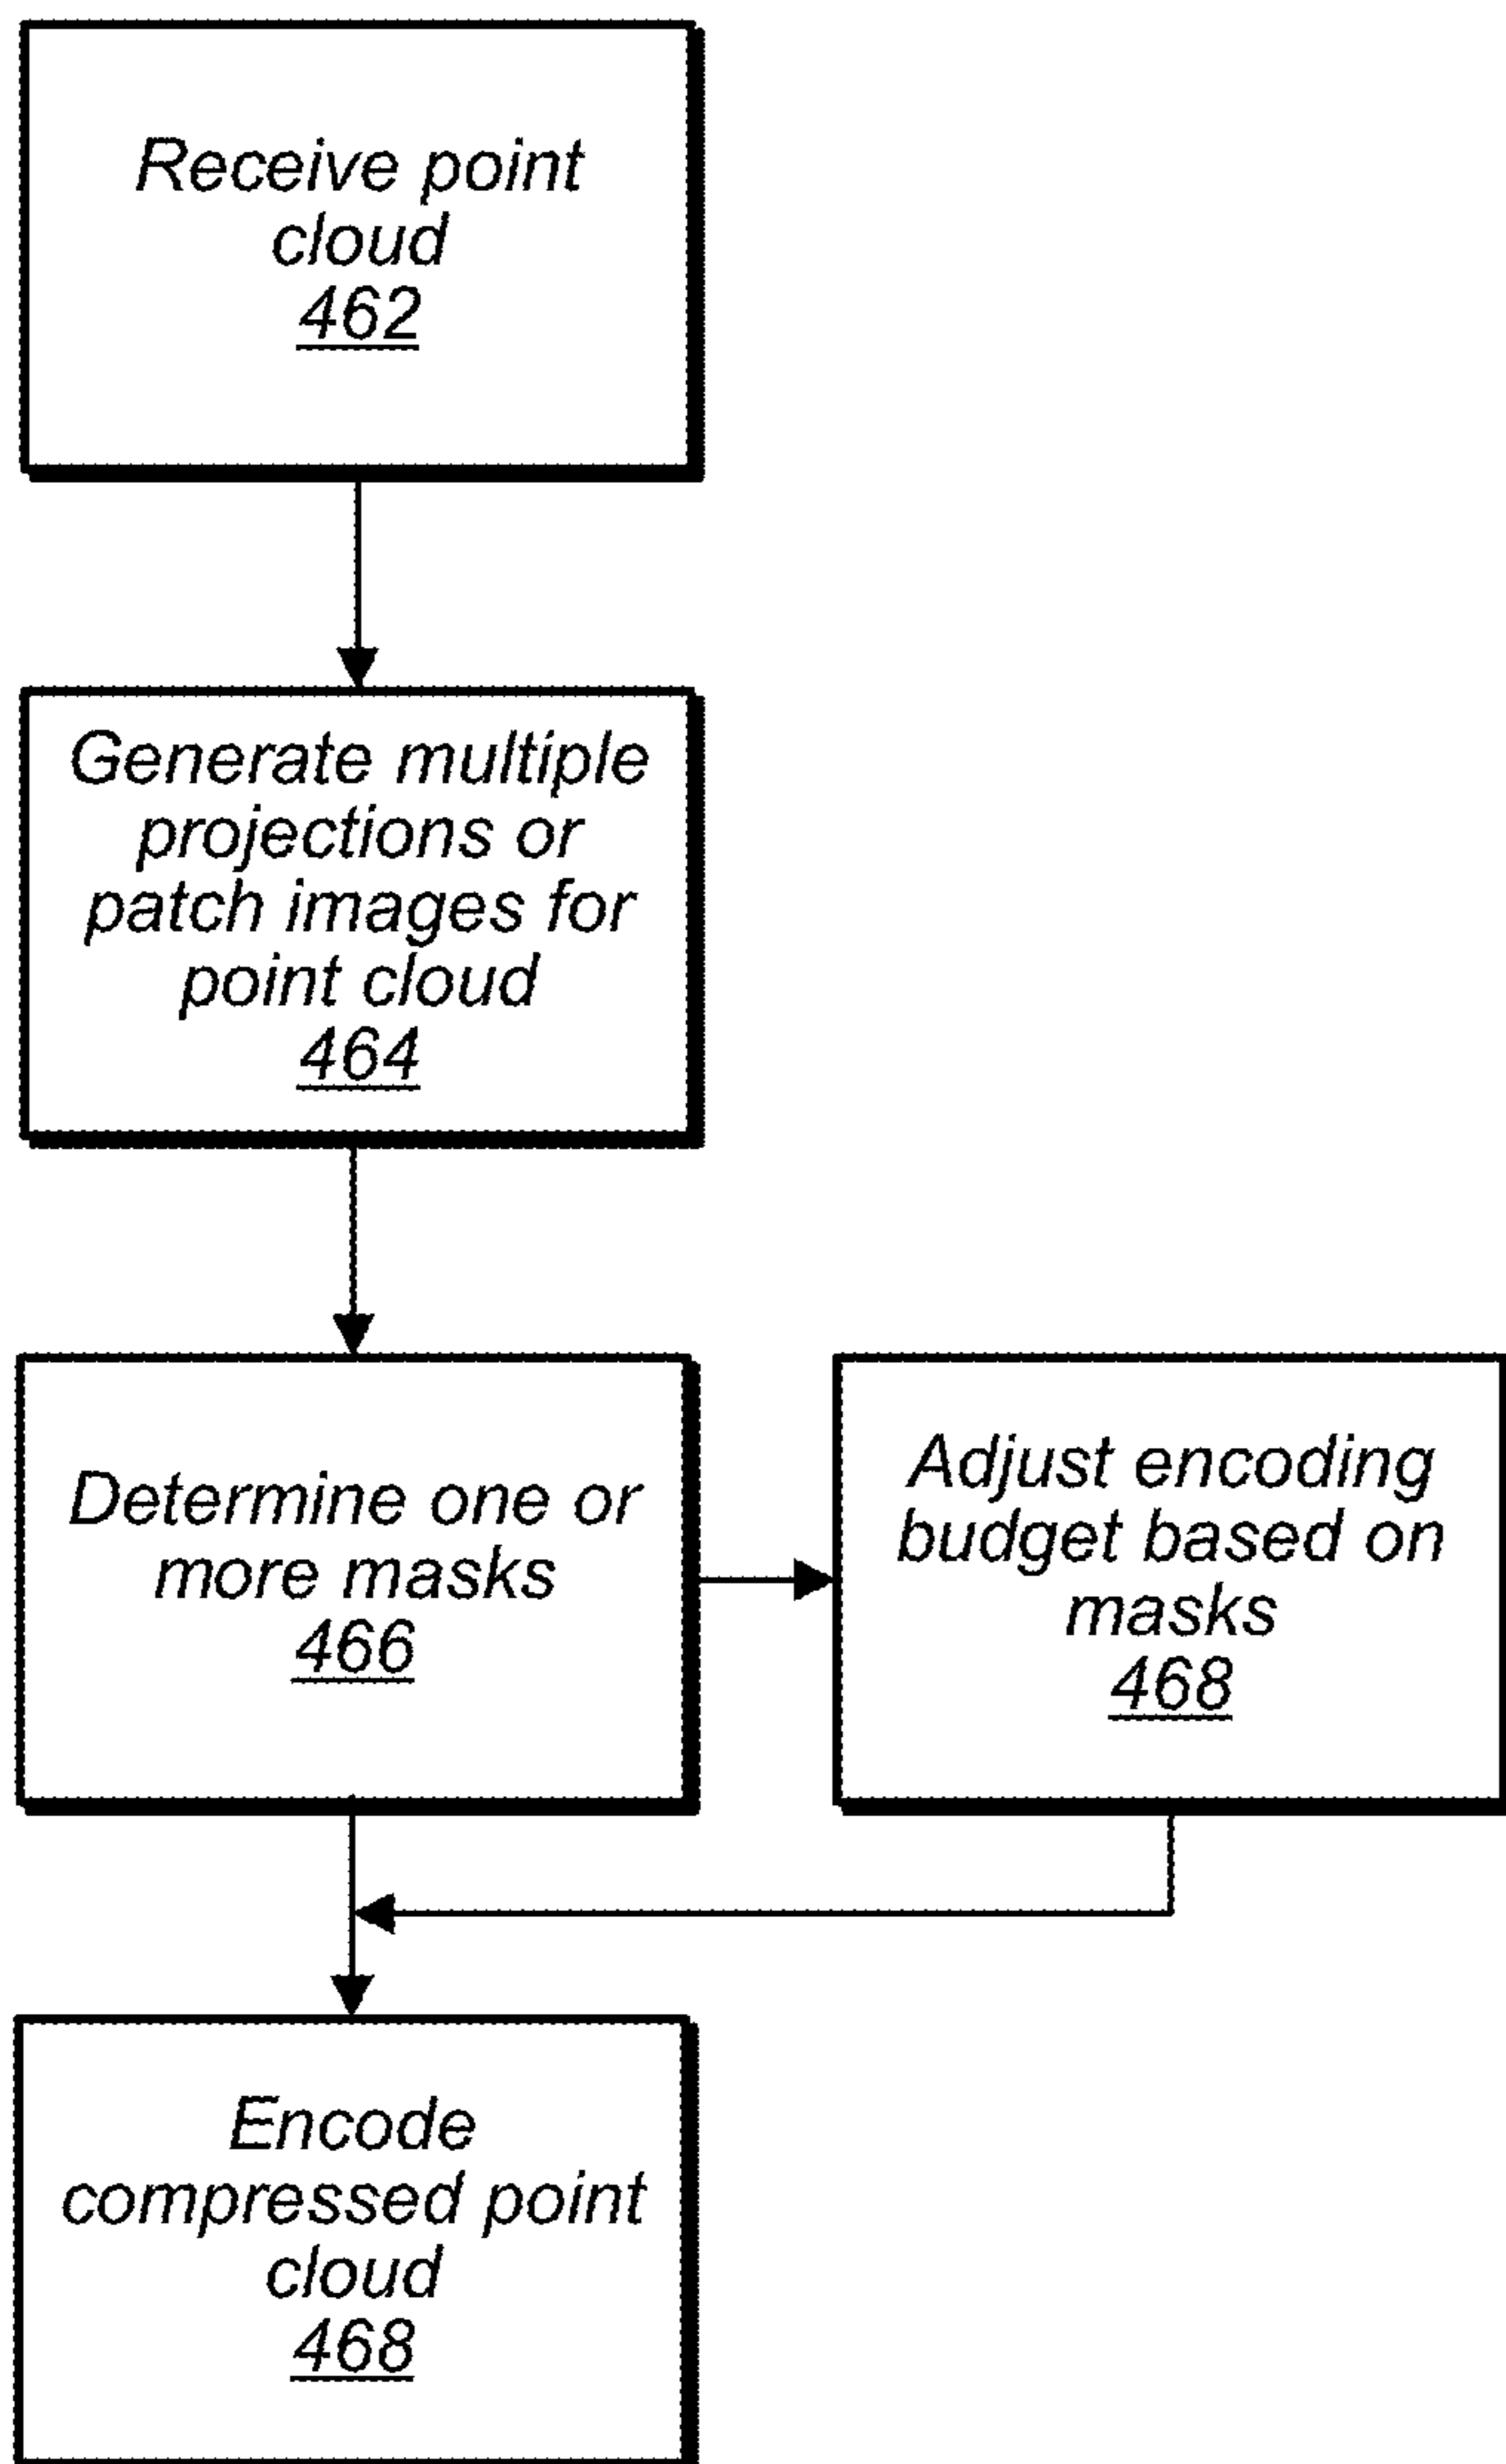 Receive point
cloud
462
Generate multiple
projections or
patch images for
point cloud
464
Determine one or
more masks
466
Adjust encoding
budget based on
masks
468
Encode
compressed point
cloud
468